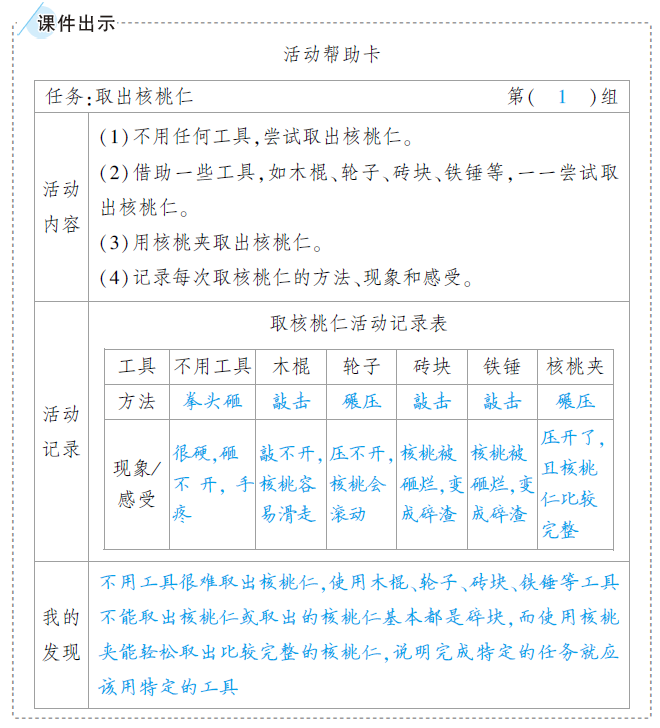 课件出示
活动帮助卡
任务:取出核桃仁 第( 1 )组
活动内容
(1)不用任何工具,尝试取出核桃仁。
(2)借助一些工具,如木棍、轮子、砖块、铁锤等,一一尝试取
出核桃仁。
(3)用核桃夹取出核桃仁。
(4)记录每次取核桃仁的方法、现象和感受。
活动记录
取核桃仁活动记录表
工具 不用工具 木棍 轮子 砖块 铁锤 核桃夹
方法 拳头砸 敲击 碾压 敲击 敲击 碾压
现象/感受 很硬,砸不开,手疼 敲不开,核桃容易滑走 压不开,核桃会滚动 核桃被砸烂,变成碎渣 核桃被砸烂,变成碎渣 压开了,且核桃仁比较完整
我的发现
不用工具很难取出核桃仁,使用木棍、轮子、砖块、铁锤等工具
不能取出核桃仁或取出的核桃仁基本都是碎块,而使用核桃
夹能轻松取出比较完整的核桃仁,说明完成特定的任务就应
该用特定的工具